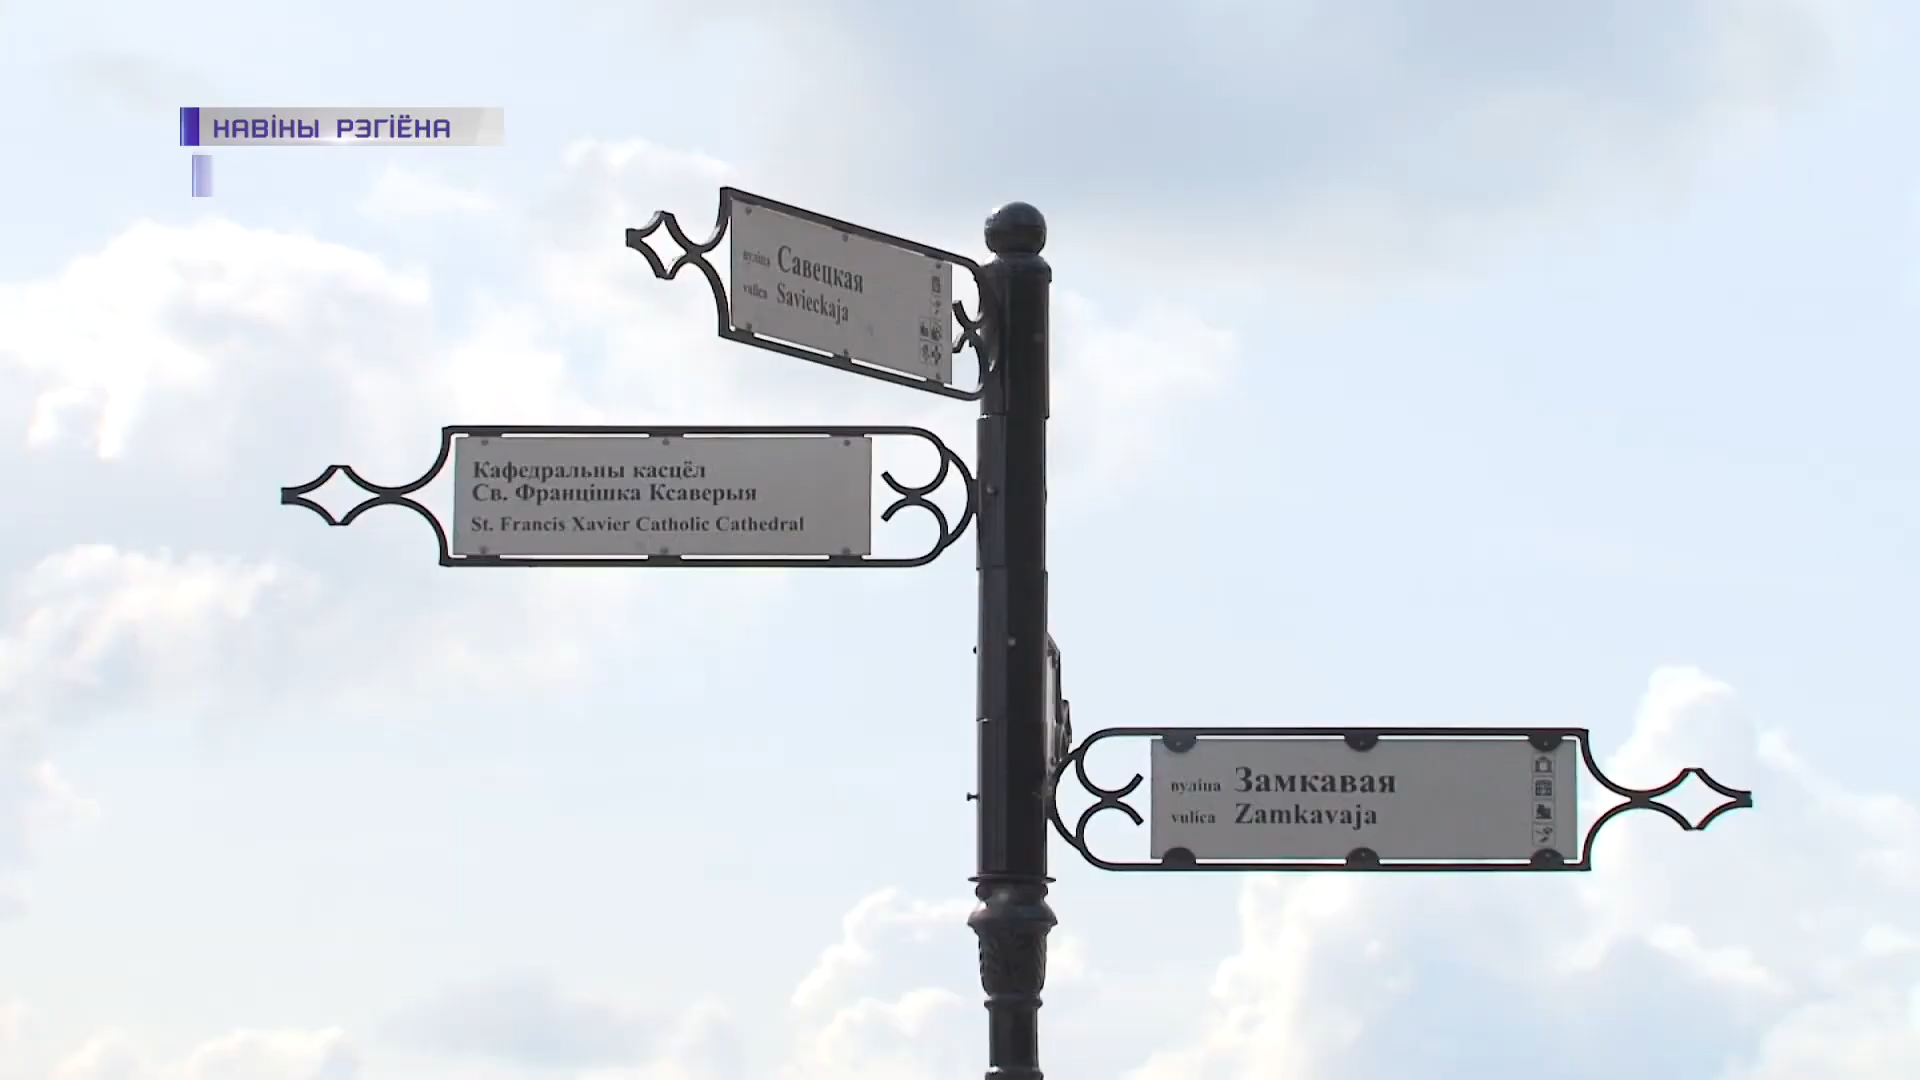 НАВІНЫ РЭГІЁНА
вуліца Савецкая
vulica Savieckaja
Кафедральны касцёл
Св. Францішка Ксаверыя
St. Francis Xavier Catholic Cathedral
вуліца Замкавая
vulica Zamkavaja